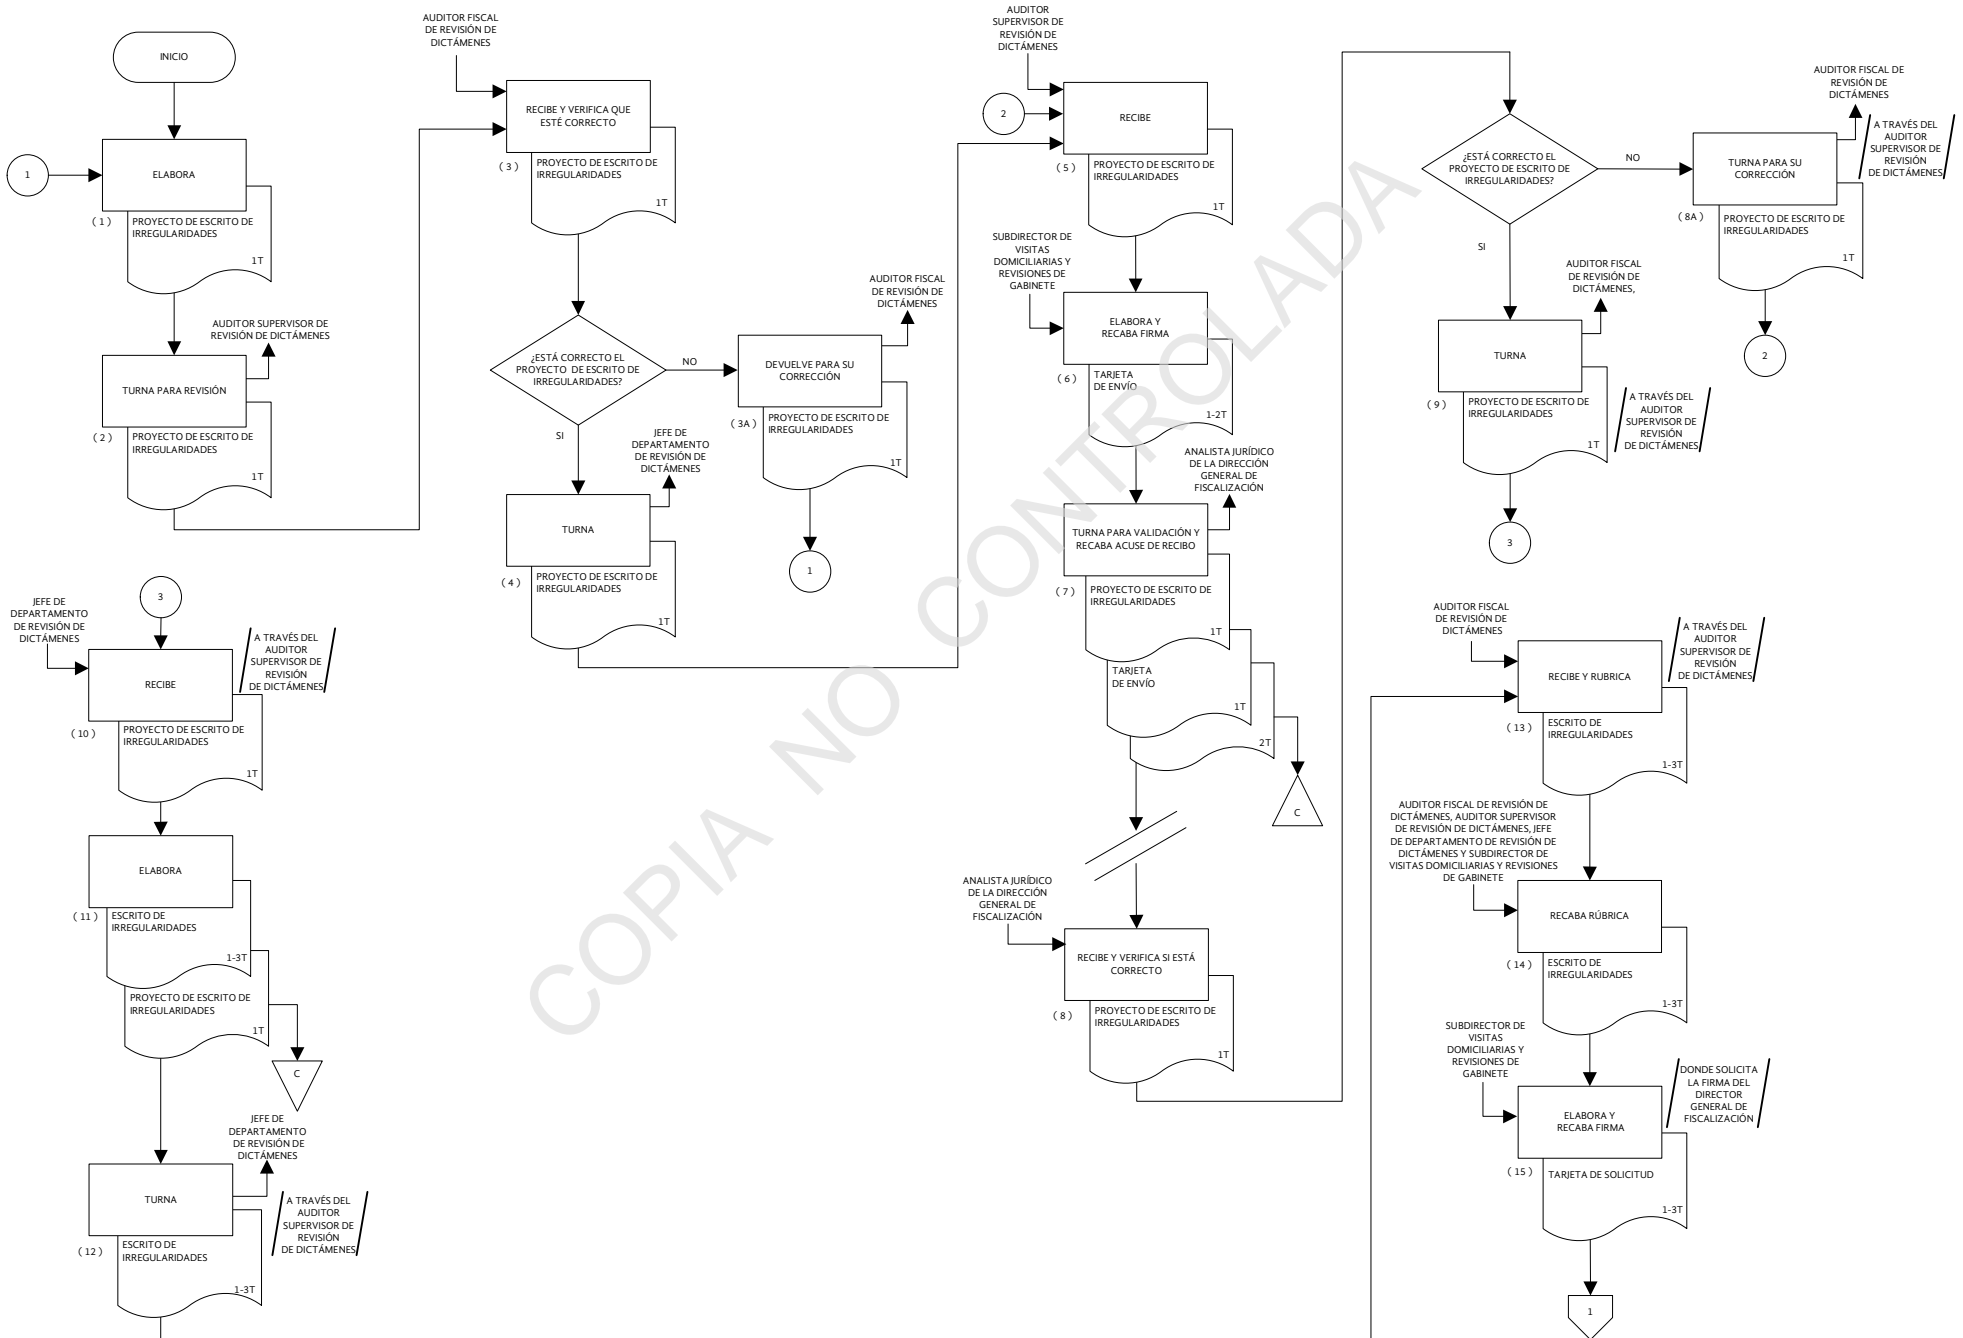 INICIO
1
ELABORA
( 1 )
PROYECTO DE ESCRITO DE
IRREGULARIDADES
1T
AUDITOR SUPERVISOR DE
REVISIÓN DE DICTÁMENES
TURNA PARA REVISIÓN
( 2 )
PROYECTO DE ESCRITO DE
IRREGULARIDADES
1T
AUDITOR FISCAL
DE REVISIÓN DE
DICTÁMENES
RECIBE Y VERIFICA QUE
ESTÉ CORRECTO
( 3 )
PROYECTO DE ESCRITO DE
IRREGULARIDADES
1T
¿ESTÁ CORRECTO EL
PROYECTO DE ESCRITO DE
IRREGULARIDADES?
NO
SI
AUDITOR FISCAL
DE REVISIÓN DE
DICTÁMENES
DEVUELVE PARA SU
CORRECCIÓN
( 3A )
PROYECTO DE ESCRITO DE
IRREGULARIDADES
1T
1
JEFE DE
DEPARTAMENTO
DE REVISIÓN DE
DICTÁMENES
TURNA
( 4 )
PROYECTO DE ESCRITO DE
IRREGULARIDADES
1T
AUDITOR
SUPERVISOR DE
REVISIÓN DE
DICTÁMENES
2
RECIBE
( 5 )
PROYECTO DE ESCRITO DE
IRREGULARIDADES
1T
SUBDIRECTOR DE
VISITAS
DOMICILIARIAS Y
REVISIONES DE
GABINETE
ELABORA Y
RECABA FIRMA
( 6 )
TARJETA
DE ENVÍO
1-2T
ANALISTA JURÍDICO
DE LA DIRECCIÓN
GENERAL DE
FISCALIZACIÓN
TURNA PARA VALIDACIÓN Y
RECABA ACUSE DE RECIBO
( 7 )
PROYECTO DE ESCRITO DE
IRREGULARIDADES
1T
TARJETA
DE ENVÍO
1T
2T
C
ANALISTA JURÍDICO
DE LA DIRECCIÓN
GENERAL DE
FISCALIZACIÓN
RECIBE Y VERIFICA SI ESTÁ
CORRECTO
( 8 )
PROYECTO DE ESCRITO DE
IRREGULARIDADES
1T
¿ESTÁ CORRECTO EL
PROYECTO DE ESCRITO DE
IRREGULARIDADES?
NO
SI
AUDITOR FISCAL DE
REVISIÓN DE
DICTÁMENES
A TRAVÉS DEL
AUDITOR
SUPERVISOR DE
REVISIÓN
DE DICTÁMENES
TURNA PARA SU
CORRECCIÓN
( 8A )
PROYECTO DE ESCRITO DE
IRREGULARIDADES
1T
2
AUDITOR FISCAL
DE REVISIÓN DE
DICTÁMENES,
TURNA
( 9 )
PROYECTO DE ESCRITO DE
IRREGULARIDADES
1T
A TRAVÉS DEL
AUDITOR
SUPERVISOR DE
REVISIÓN
DE DICTÁMENES
3
3
JEFE DE
DEPARTAMENTO
DE REVISIÓN DE
DICTÁMENES
A TRAVÉS DEL
AUDITOR
SUPERVISOR DE
REVISIÓN
DE DICTÁMENES
RECIBE
( 10 )
PROYECTO DE ESCRITO DE
IRREGULARIDADES
1T
ELABORA
( 11 )
ESCRITO DE
IRREGULARIDADES
1-3T
PROYECTO DE ESCRITO DE
IRREGULARIDADES
1T
C
JEFE DE
DEPARTAMENTO
DE REVISIÓN DE
DICTÁMENES
TURNA
A TRAVÉS DEL
AUDITOR
SUPERVISOR DE
REVISIÓN
DE DICTÁMENES
( 12 )
ESCRITO DE
IRREGULARIDADES
1-3T
AUDITOR FISCAL
DE REVISIÓN DE
DICTÁMENES
A TRAVÉS DEL
AUDITOR
SUPERVISOR DE
REVISIÓN
DE DICTÁMENES
RECIBE Y RUBRICA
( 13 )
ESCRITO DE
IRREGULARIDADES
1-3T
AUDITOR FISCAL DE REVISIÓN DE
DICTÁMENES, AUDITOR SUPERVISOR
DE REVISIÓN DE DICTÁMENES, JEFE
DE DEPARTAMENTO DE REVISIÓN DE
DICTÁMENES Y SUBDIRECTOR DE
VISITAS DOMICILIARIAS Y REVISIONES
DE GABINETE
RECABA RÚBRICA
( 14 )
ESCRITO DE
IRREGULARIDADES
1-3T
SUBDIRECTOR DE
VISITAS
DOMICILIARIAS Y
REVISIONES DE
GABINETE
DONDE SOLICITA
LA FIRMA DEL
DIRECTOR
GENERAL DE
FISCALIZACIÓN
ELABORA Y
RECABA FIRMA
( 15 )
TARJETA DE SOLICITUD
1-3T
1
COPIA NO CONTROLADA